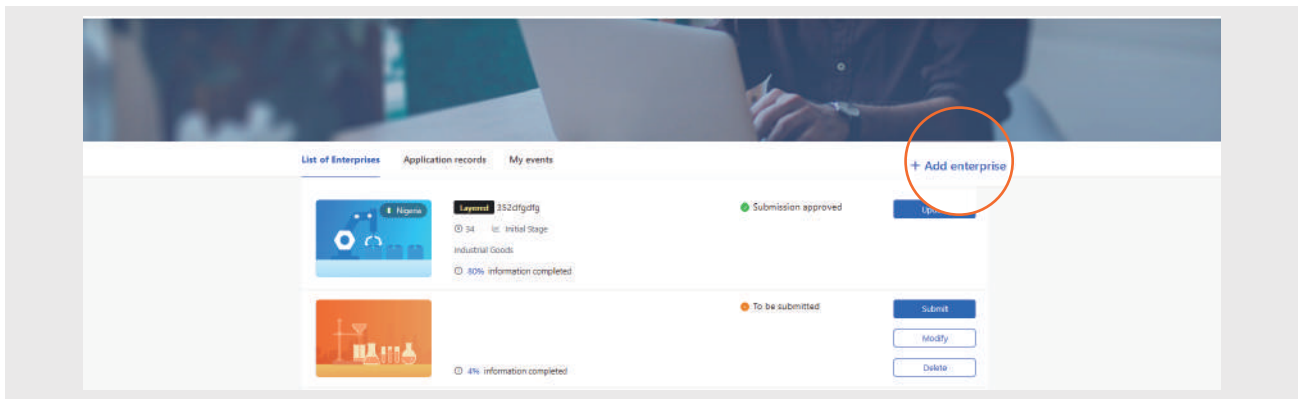 List of Enterprises Application records My events
+ Add enterprise
Nigeria
Layered 352dfgdfg
Submission approved
34 Initial Stage
Industrial Goods
80% information completed
To be submitted
Submit
Modify
4% information completed
Delete